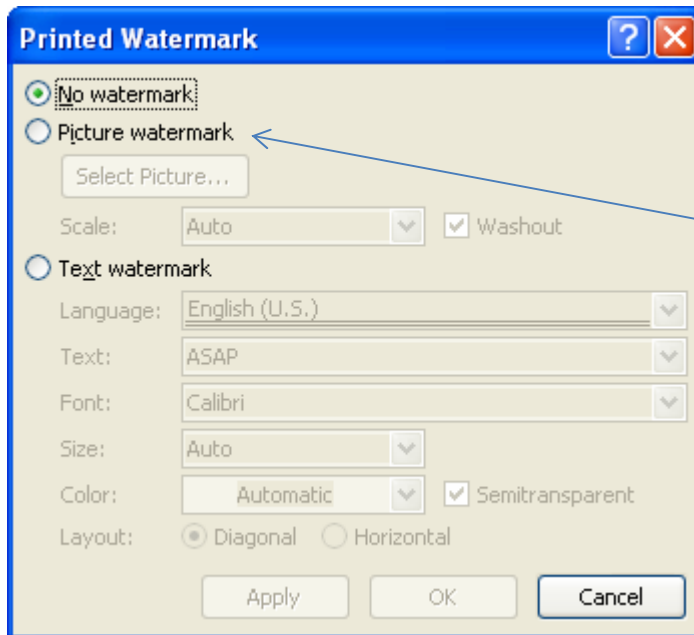 Printed Watermark
No watermark
Picture watermark
Select Picture...
Scale: Auto Washout
Text watermark
Language: English (U.S.)
Text: ASAP
Font: Calibri
Size: Auto
Color: Automatic Semitransparent
Layout: Diagonal Horizontal
Apply OK Cancel